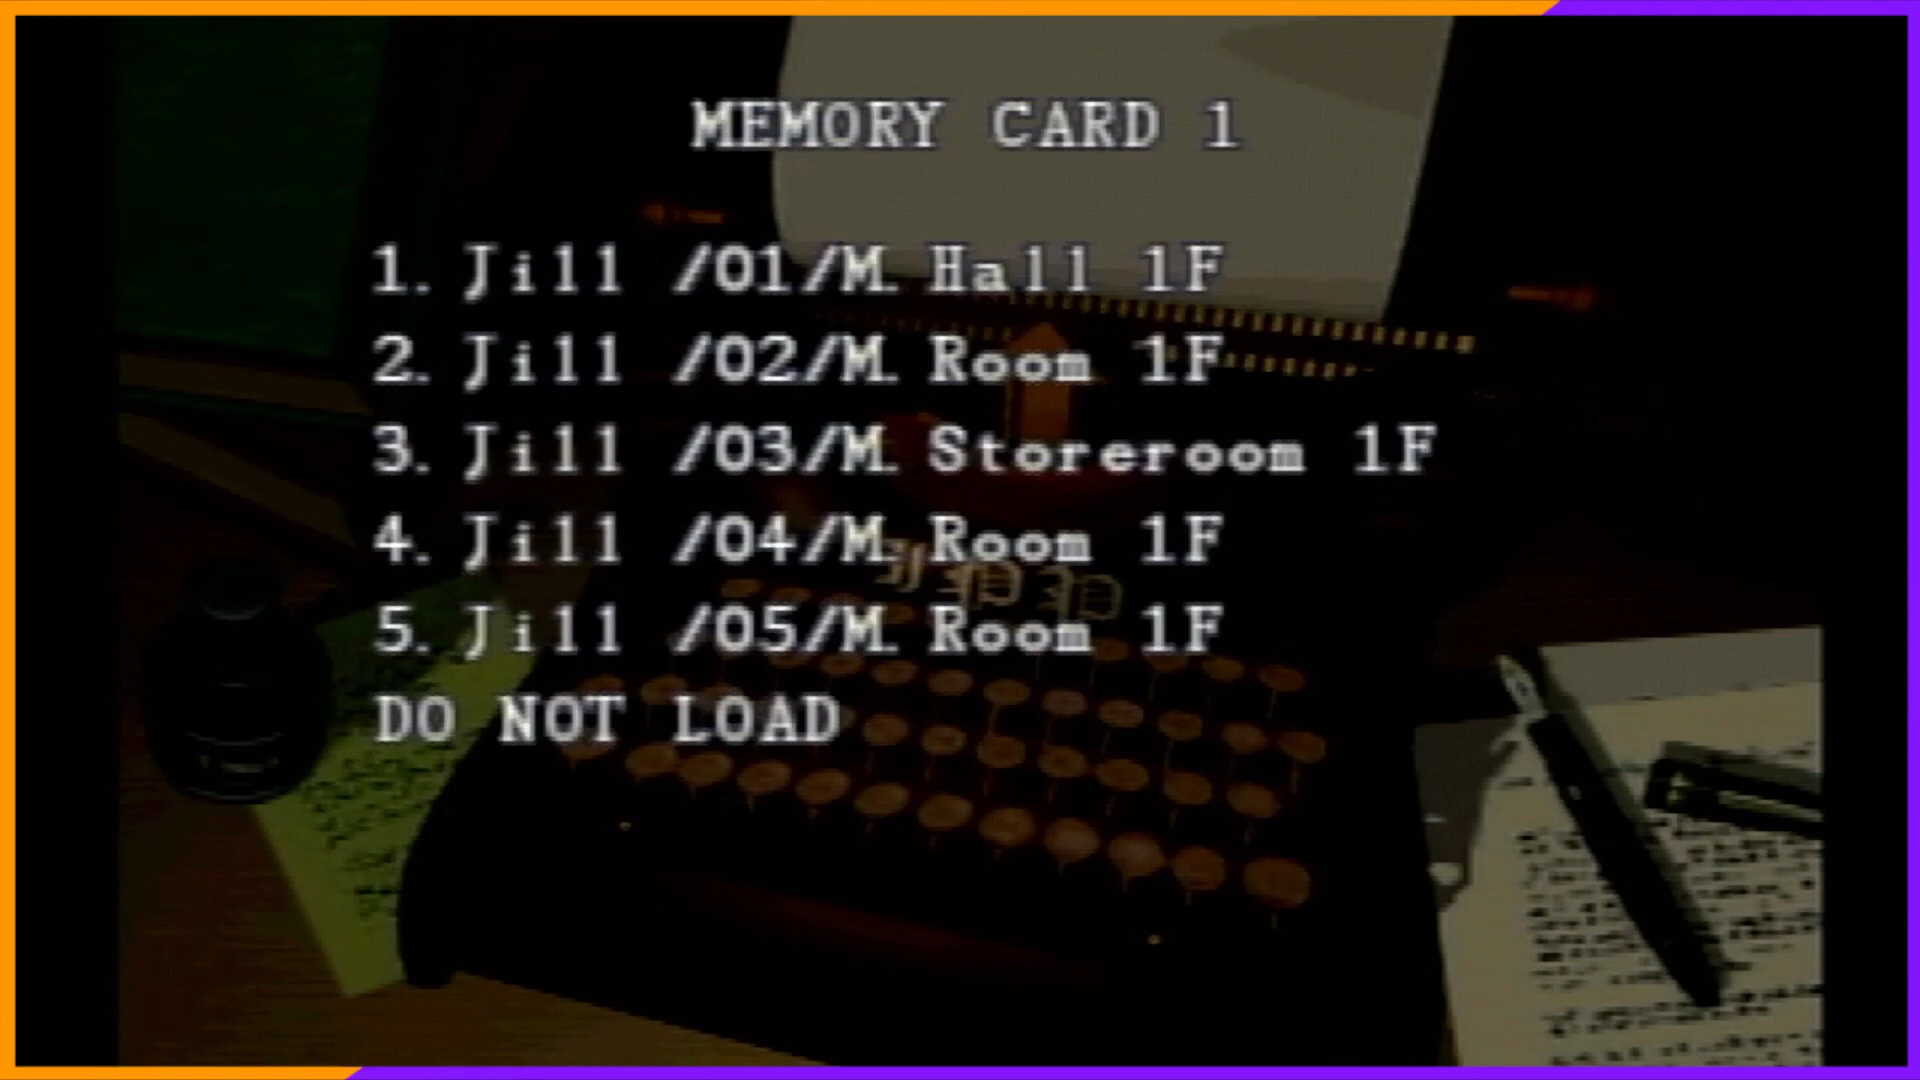 MEMORY CARD 1
1. Jill /01/M. Hall 1F
2. Jill /02/M. Room 1F
3. Jill /03/M. Storeroom 1F
4. Jill /04/M. Room 1F
5. Jill /05/M. Room 1F
DO NOT LOAD